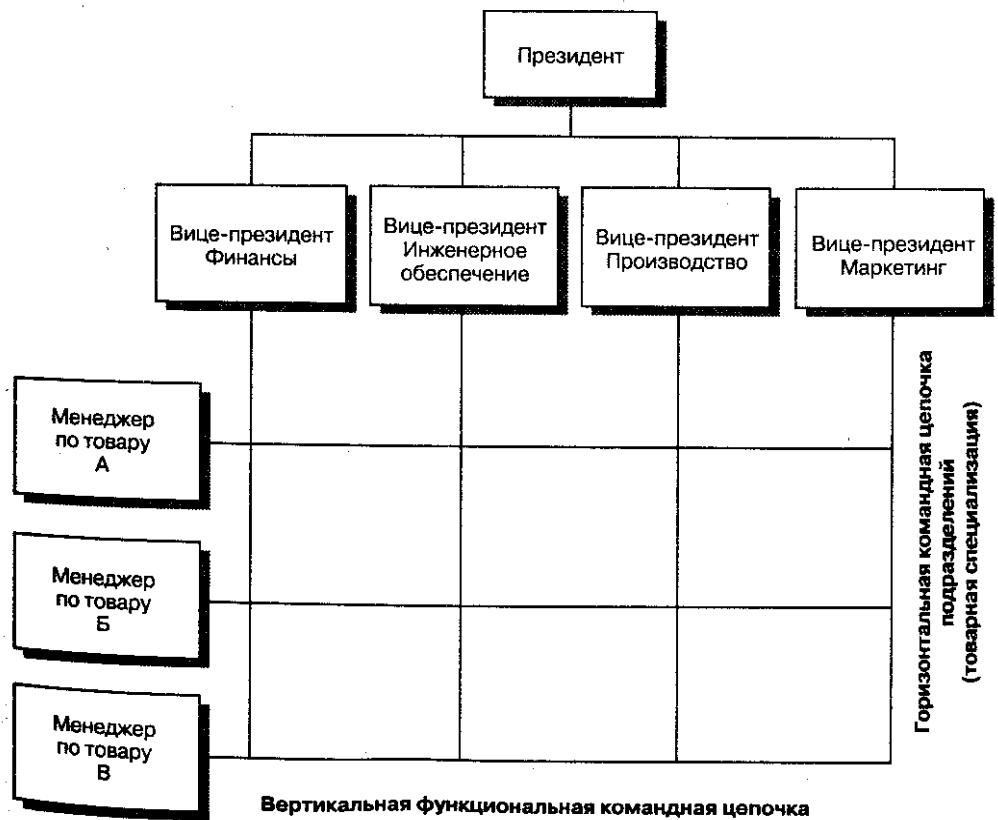 Президент
Вице-президент
Финансы
Вице-президент
Инженерное
обеспечение
Вице-президент
Производство
Вице-президент
Маркетинг
Менеджер
по товару
А
Менеджер
по товару
Б
Менеджер
по товару
В
Горизонтальная командная цепочка
подразделений
(товарная специализация)
Вертикальная функциональная командная цепочка